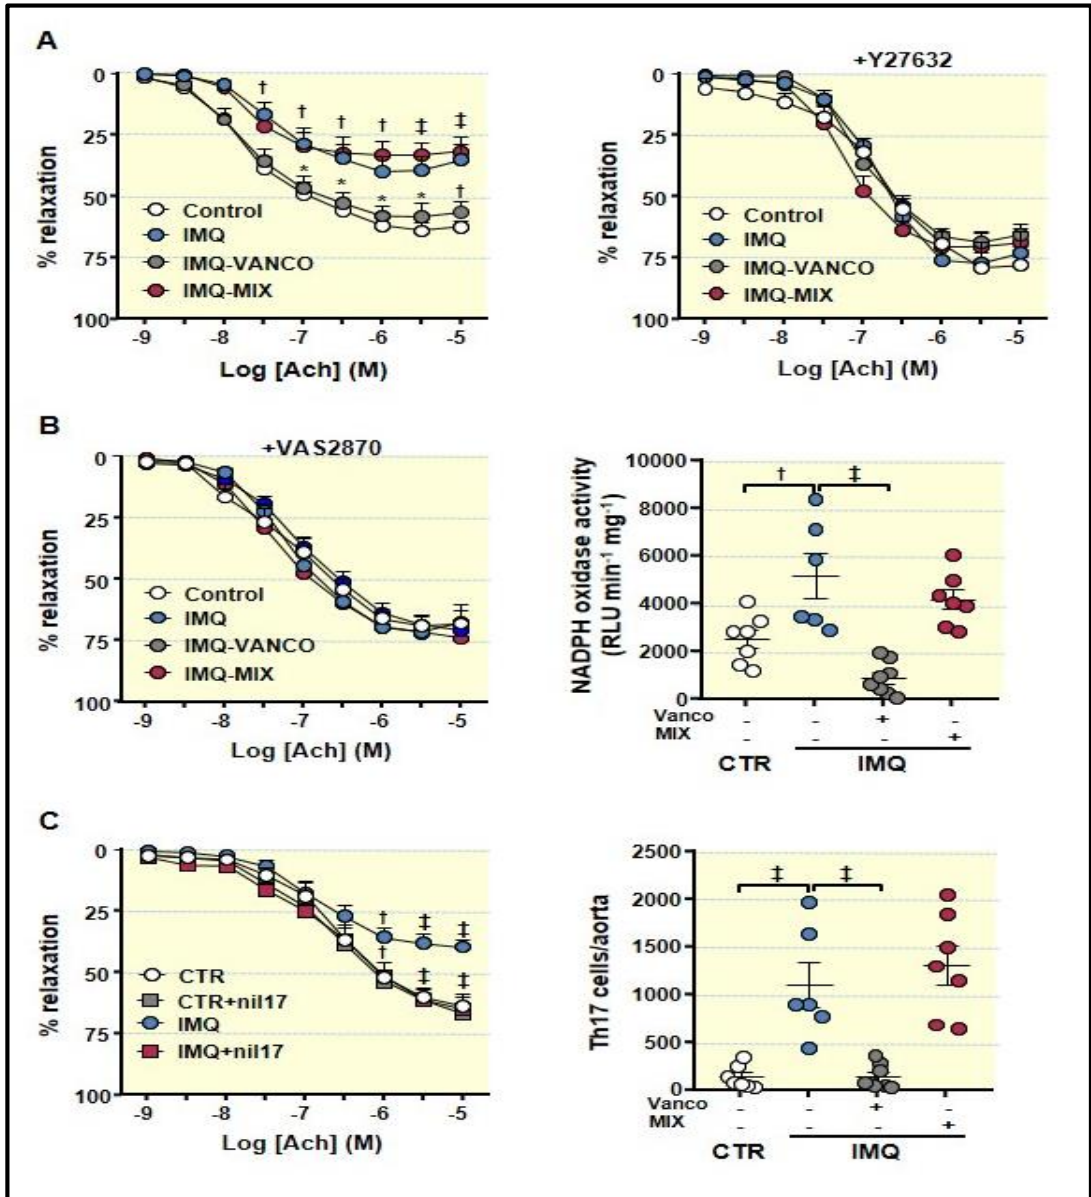 A
+Y27632
0
25
50
75
100
% relaxation
† † † † ‡ ‡
* * * * †
Control
IMQ
IMQ-VANCO
IMQ-MIX
-9 -8 -7 -6 -5
Log [Ach] (M)
0
25
50
75
100
% relaxation
Control
IMQ
IMQ-VANCO
IMQ-MIX
-9 -8 -7 -6 -5
Log [Ach] (M)
B
+VAS2870
0
25
50
75
100
% relaxation
Control
IMQ
IMQ-VANCO
IMQ-MIX
-9 -8 -7 -6 -5
Log [Ach] (M)
10000
8000
6000
4000
2000
0
NADPH oxidase activity
(RLU min⁻¹ mg⁻¹)
† ‡
Vanco - - + -
MIX - - - +
CTR IMQ
C
0
25
50
75
100
% relaxation
† ‡ ‡
† ‡ ‡
CTR
CTR+nil17
IMQ
IMQ+nil17
-9 -8 -7 -6 -5
Log [Ach] (M)
2500
2000
1500
1000
500
0
Th17 cells/aorta
‡ ‡
Vanco - - + -
MIX - - - +
CTR IMQ